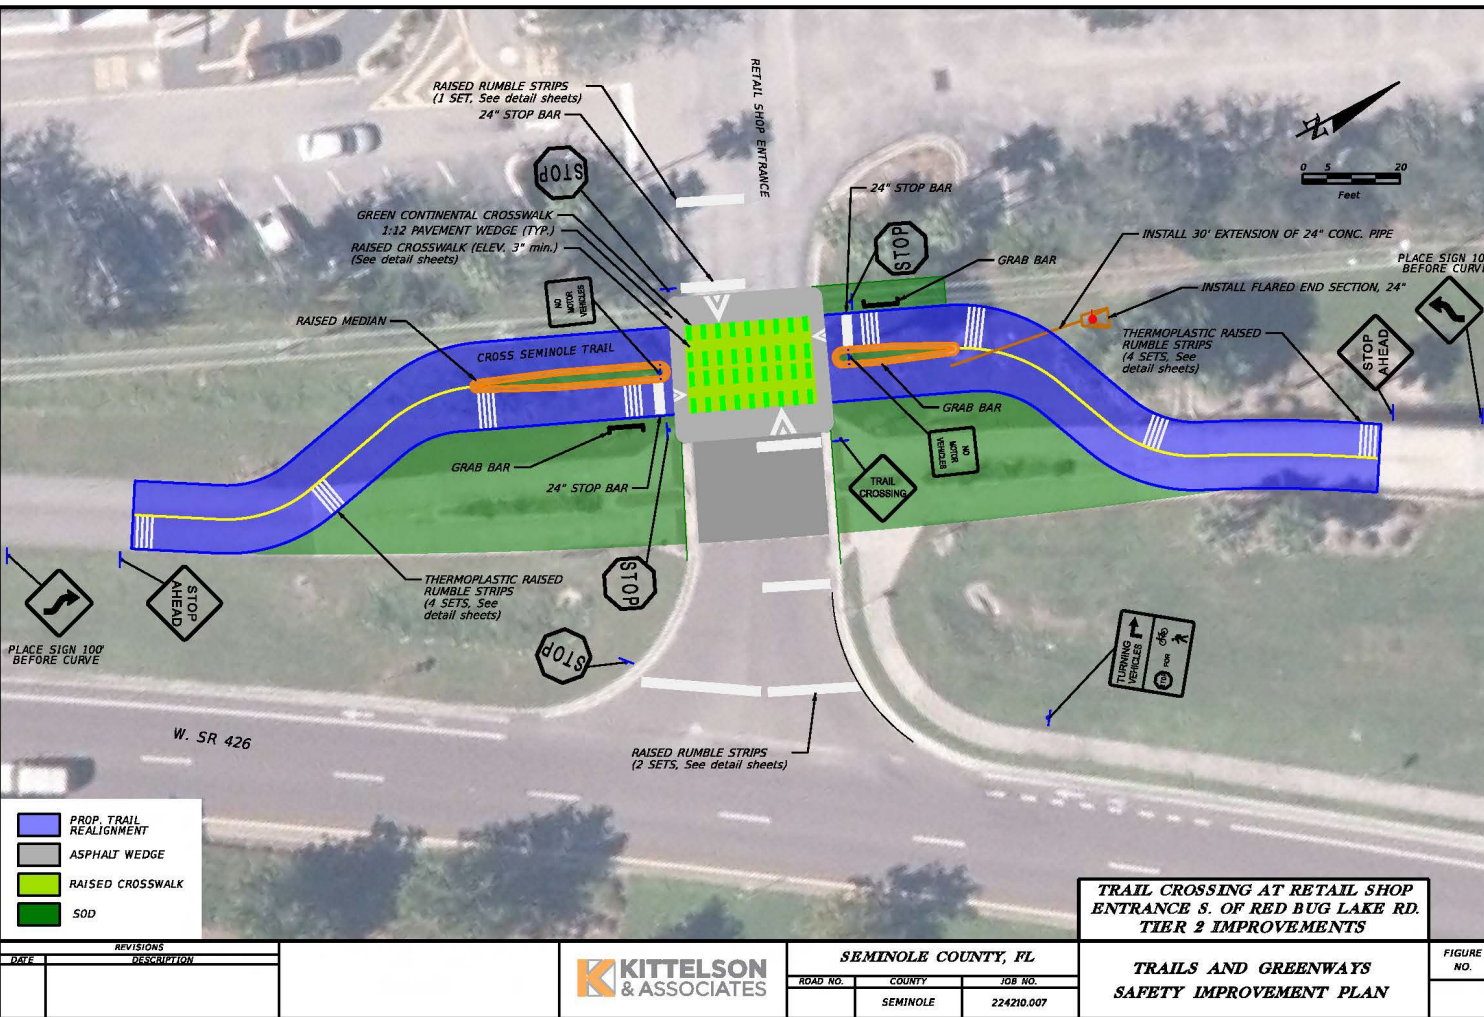 RAISED RUMBLE STRIPS
(1 SET, See detail sheets)
24" STOP BAR
RETAIL SHOP ENTRANCE
STOP
24" STOP BAR
0 5 20
Feet
N
GREEN CONTINENTAL CROSSWALK
1:12 PAVEMENT WEDGE (TYP.)
RAISED CROSSWALK (ELEV. 3" min.)
(See detail sheets)
STOP
GRAB BAR
INSTALL 30' EXTENSION OF 24" CONC. PIPE
PLACE SIGN 10
BEFORE CURV
INSTALL FLARED END SECTION, 24"
NO
MOTOR
VEHICLES
RAISED MEDIAN
CROSS SEMINOLE TRAIL
THERMOPLASTIC RAISED
RUMBLE STRIPS
(4 SETS, See
detail sheets)
STOP
AHEAD
GRAB BAR
NO
MOTOR
VEHICLES
GRAB BAR
24" STOP BAR
TRAIL
CROSSING
THERMOPLASTIC RAISED
RUMBLE STRIPS
(4 SETS, See
detail sheets)
STOP
STOP
AHEAD
PLACE SIGN 100'
BEFORE CURVE
STOP
TURNING
VEHICLES
STOP FOR
W. SR 426
RAISED RUMBLE STRIPS
(2 SETS, See detail sheets)
PROP. TRAIL
REALIGNMENT
ASPHALT WEDGE
RAISED CROSSWALK
SOD
TRAIL CROSSING AT RETAIL SHOP
ENTRANCE S. OF RED BUG LAKE RD.
TIER 2 IMPROVEMENTS
REVISIONS
DATE DESCRIPTION
KITTELSON
& ASSOCIATES
SEMINOLE COUNTY, FL
ROAD NO. COUNTY JOB NO.
SEMINOLE 224210.007
TRAILS AND GREENWAYS
SAFETY IMPROVEMENT PLAN
FIGURE
NO.